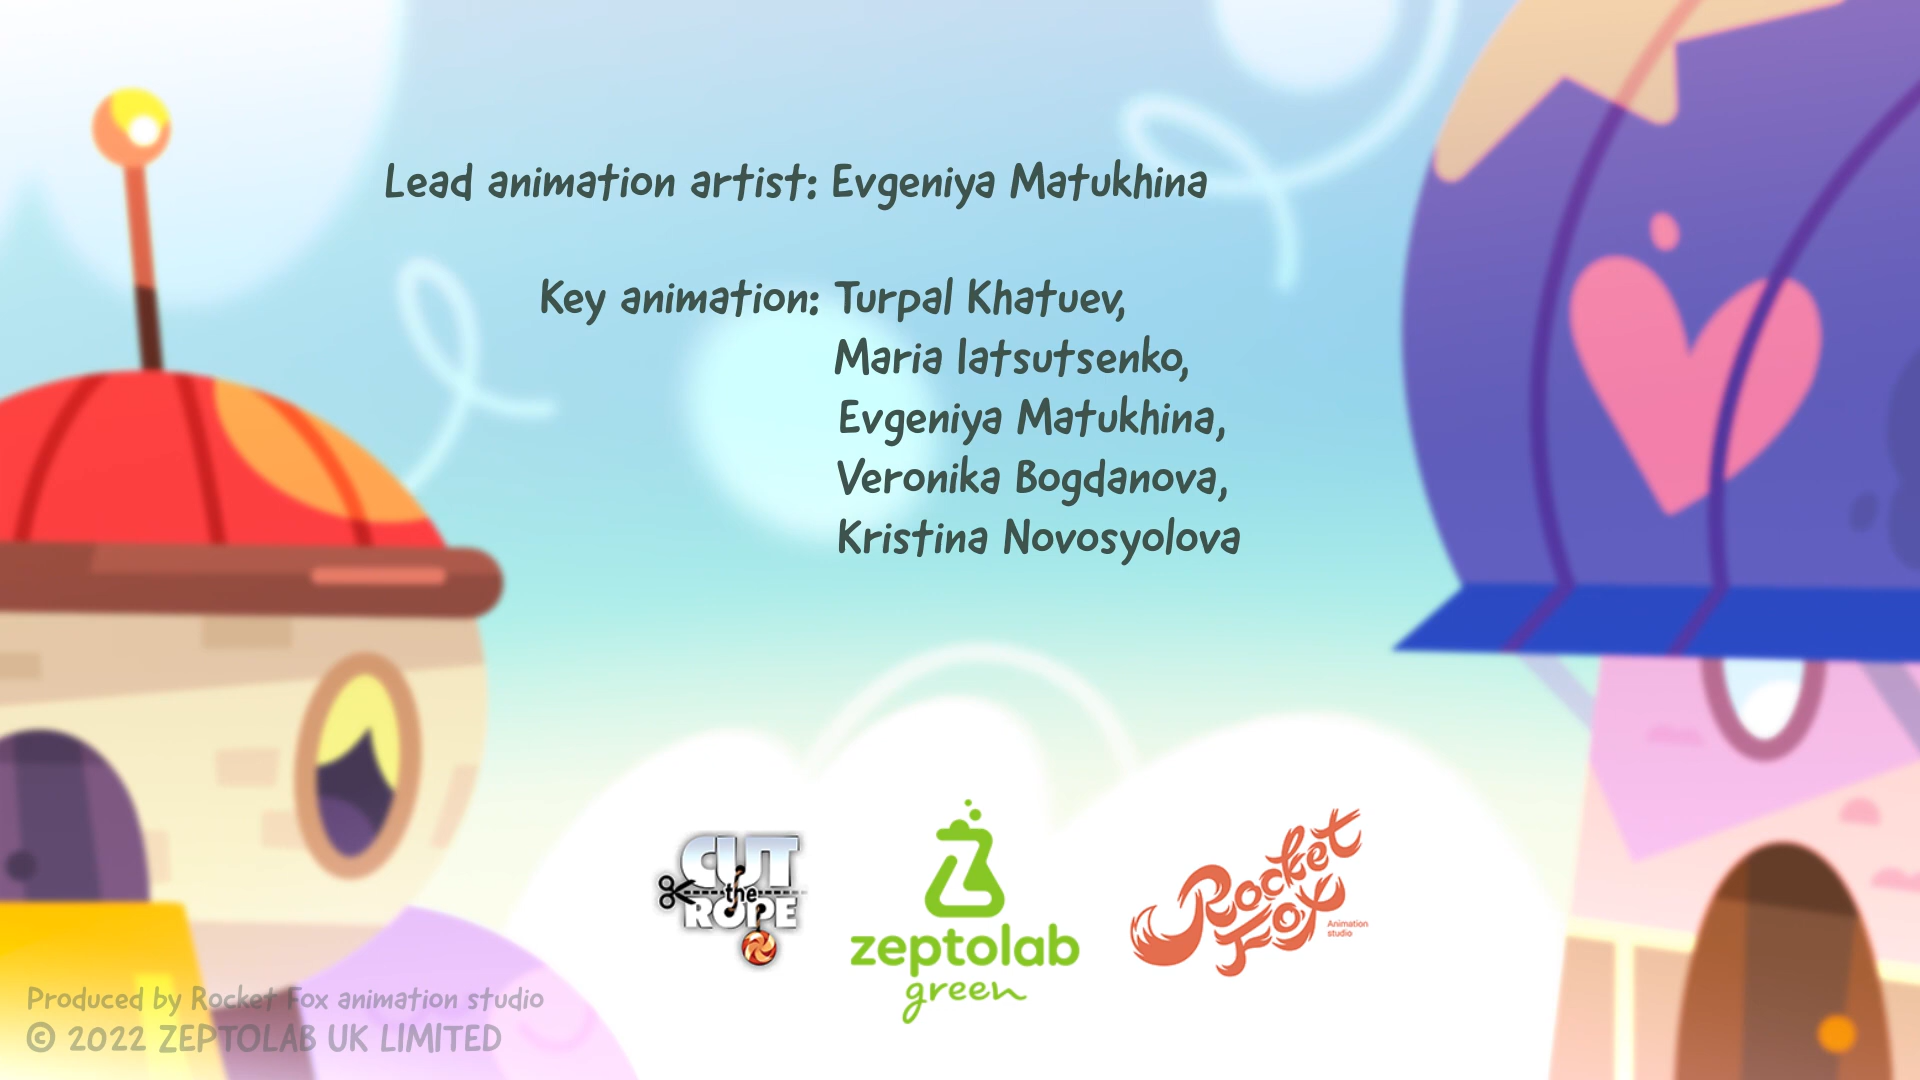 Lead animation artist: Evgeniya Matukhina
Key animation: Turpal Khatuev,
Maria Iatsutsenko,
Evgeniya Matukhina,
Veronika Bogdanova,
Kristina Novosyolova
CUT
the
ROPE
zeptolab
green
Rocket
Fox
Animation
studio
Produced by Rocket Fox animation studio
© 2022 ZEPTOLAB UK LIMITED